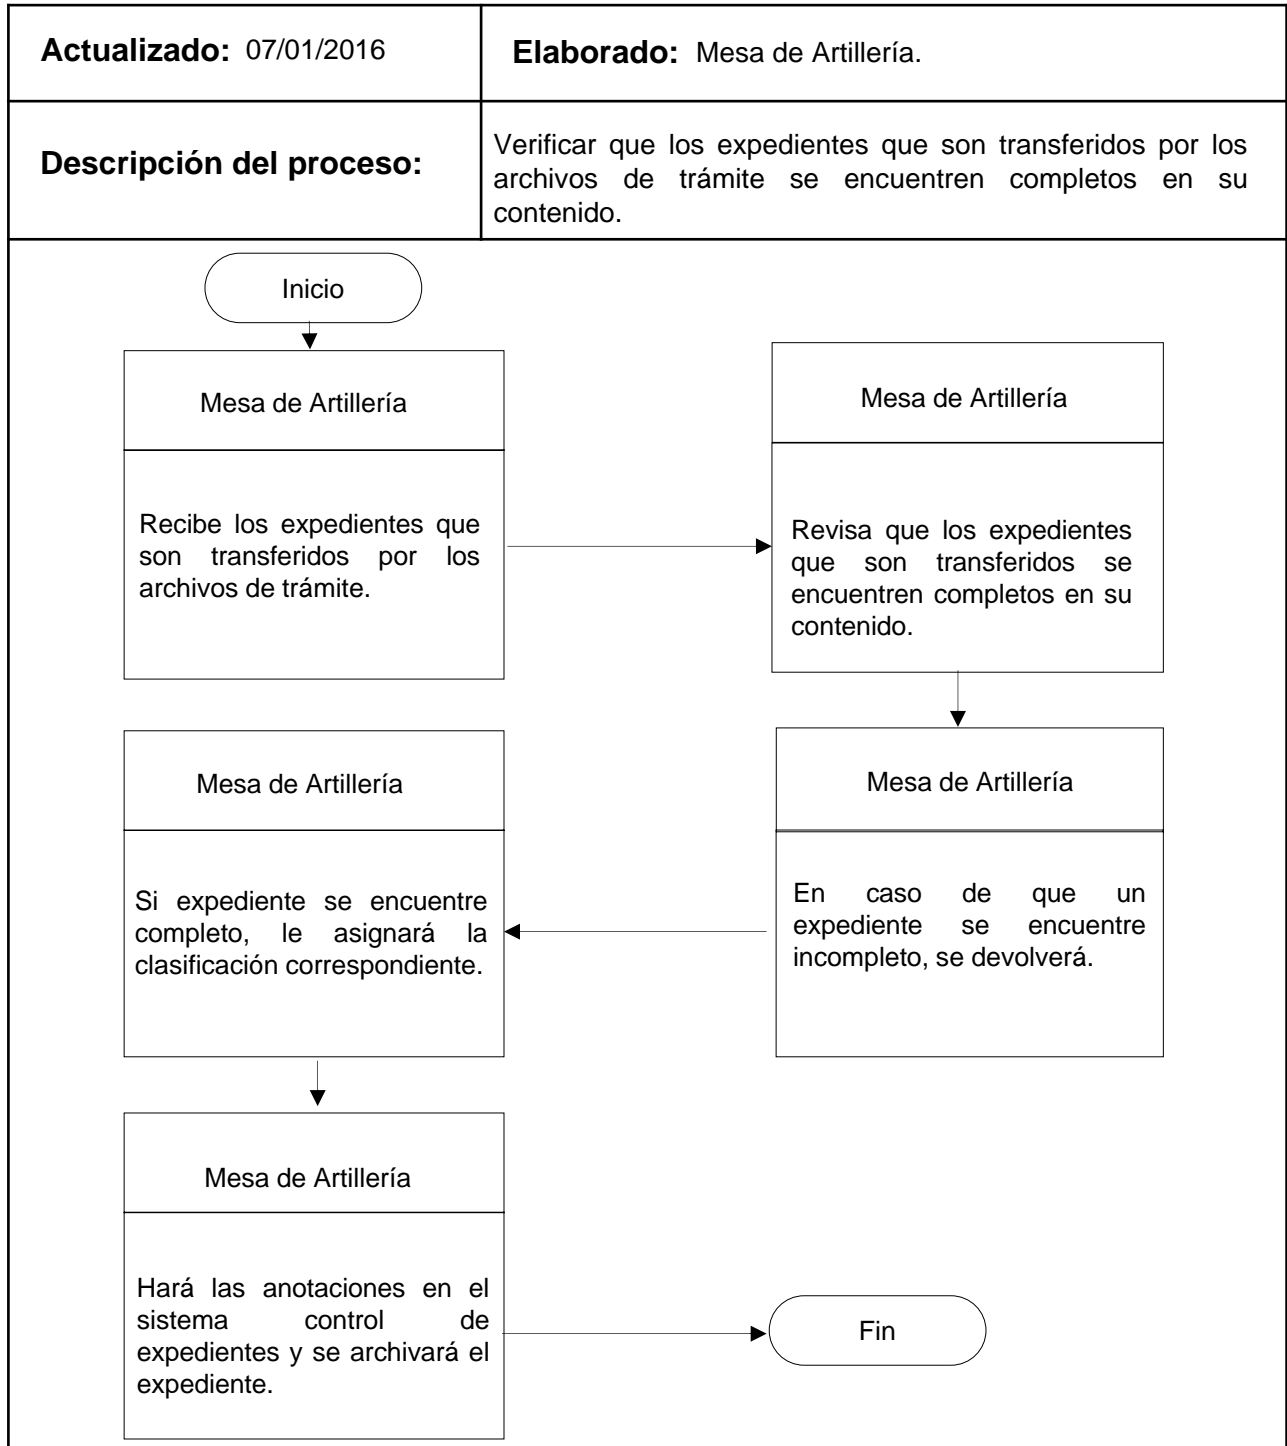 Actualizado: 07/01/2016
Elaborado: Mesa de Artillería.
Descripción del proceso:
Verificar que los expedientes que son transferidos por los
archivos de trámite se encuentren completos en su
contenido.
Inicio
Mesa de Artillería
Recibe los expedientes que
son transferidos por los
archivos de trámite.
Mesa de Artillería
Revisa que los expedientes
que son transferidos se
encuentren completos en su
contenido.
Mesa de Artillería
En caso de que un
expediente se encuentre
incompleto, se devolverá.
Mesa de Artillería
Si expediente se encuentre
completo, le asignará la
clasificación correspondiente.
Mesa de Artillería
Hará las anotaciones en el
sistema control de
expedientes y se archivará el
expediente.
Fin